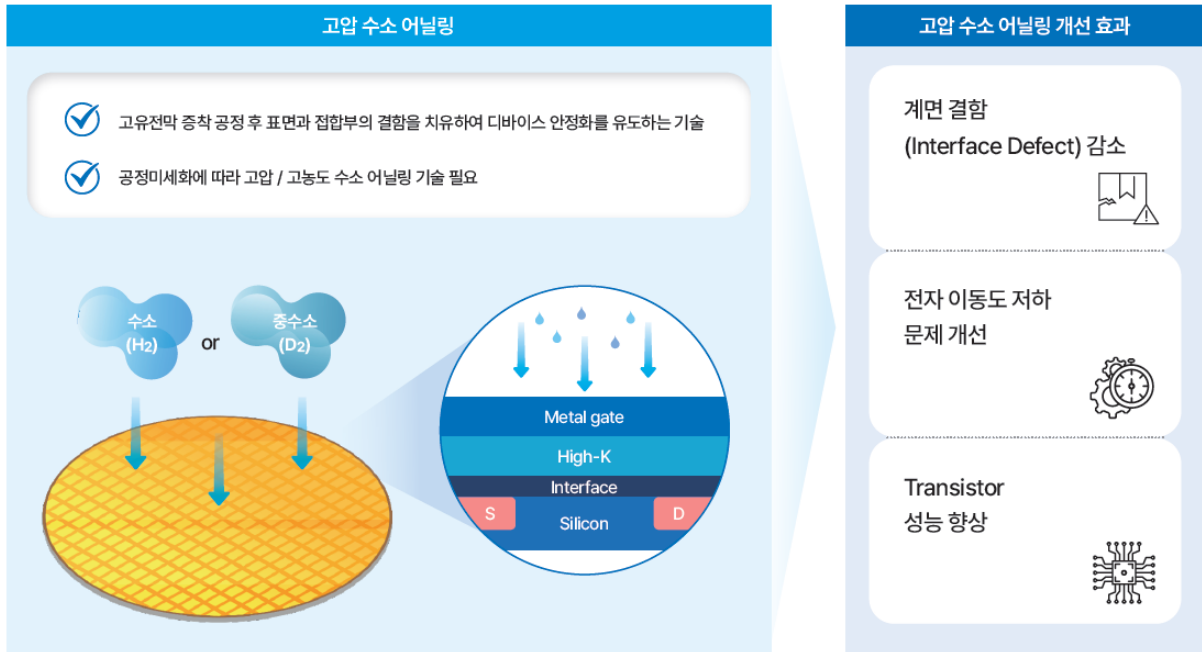 고압 수소 어닐링
고유전막 증착 공정 후 표면과 접합부의 결함을 치유하여 디바이스 안정화를 유도하는 기술
공정미세화에 따라 고압 / 고농도 수소 어닐링 기술 필요
수소
(H2)
or
중수소
(D2)
Metal gate
High-K
Interface
S
Silicon
D
고압 수소 어닐링 개선 효과
계면 결함
(Interface Defect) 감소
전자 이동도 저하
문제 개선
Transistor
성능 향상